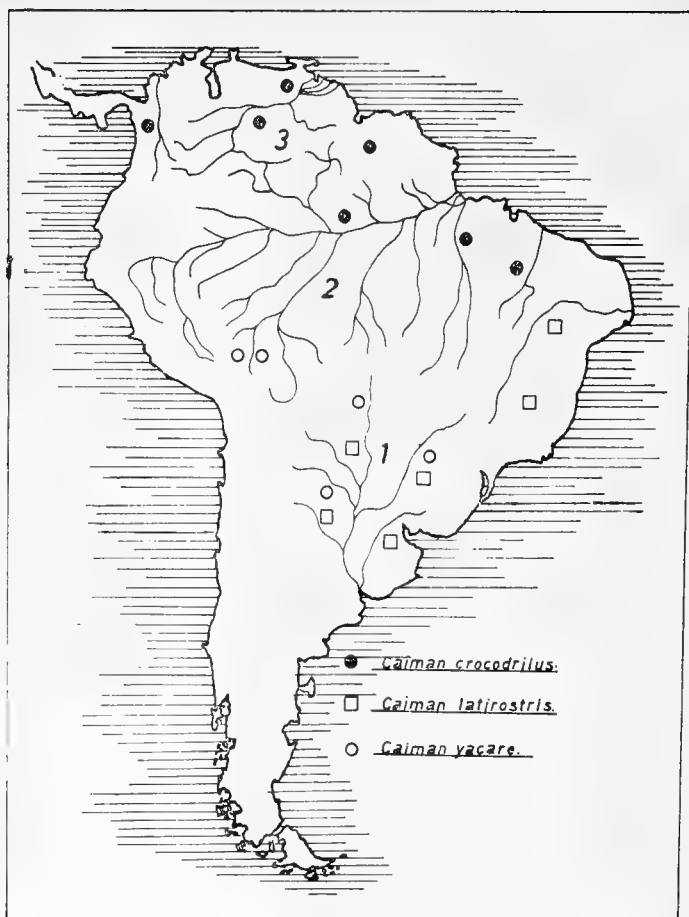 3
2
1
Caiman crocodrilus.
Caiman latirostris.
Caiman yacare.